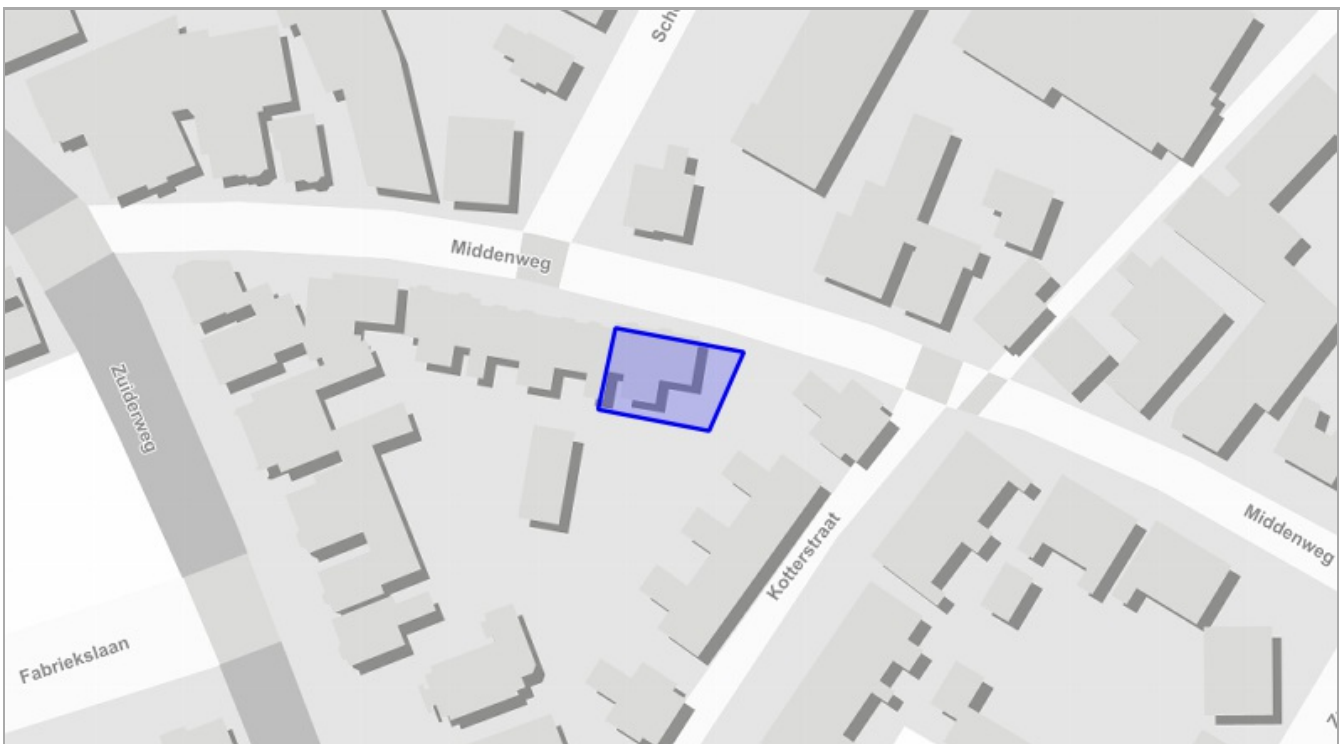 Middenweg
Zuiderweg
Kotterstraat
Middenweg
Fabriekslaan